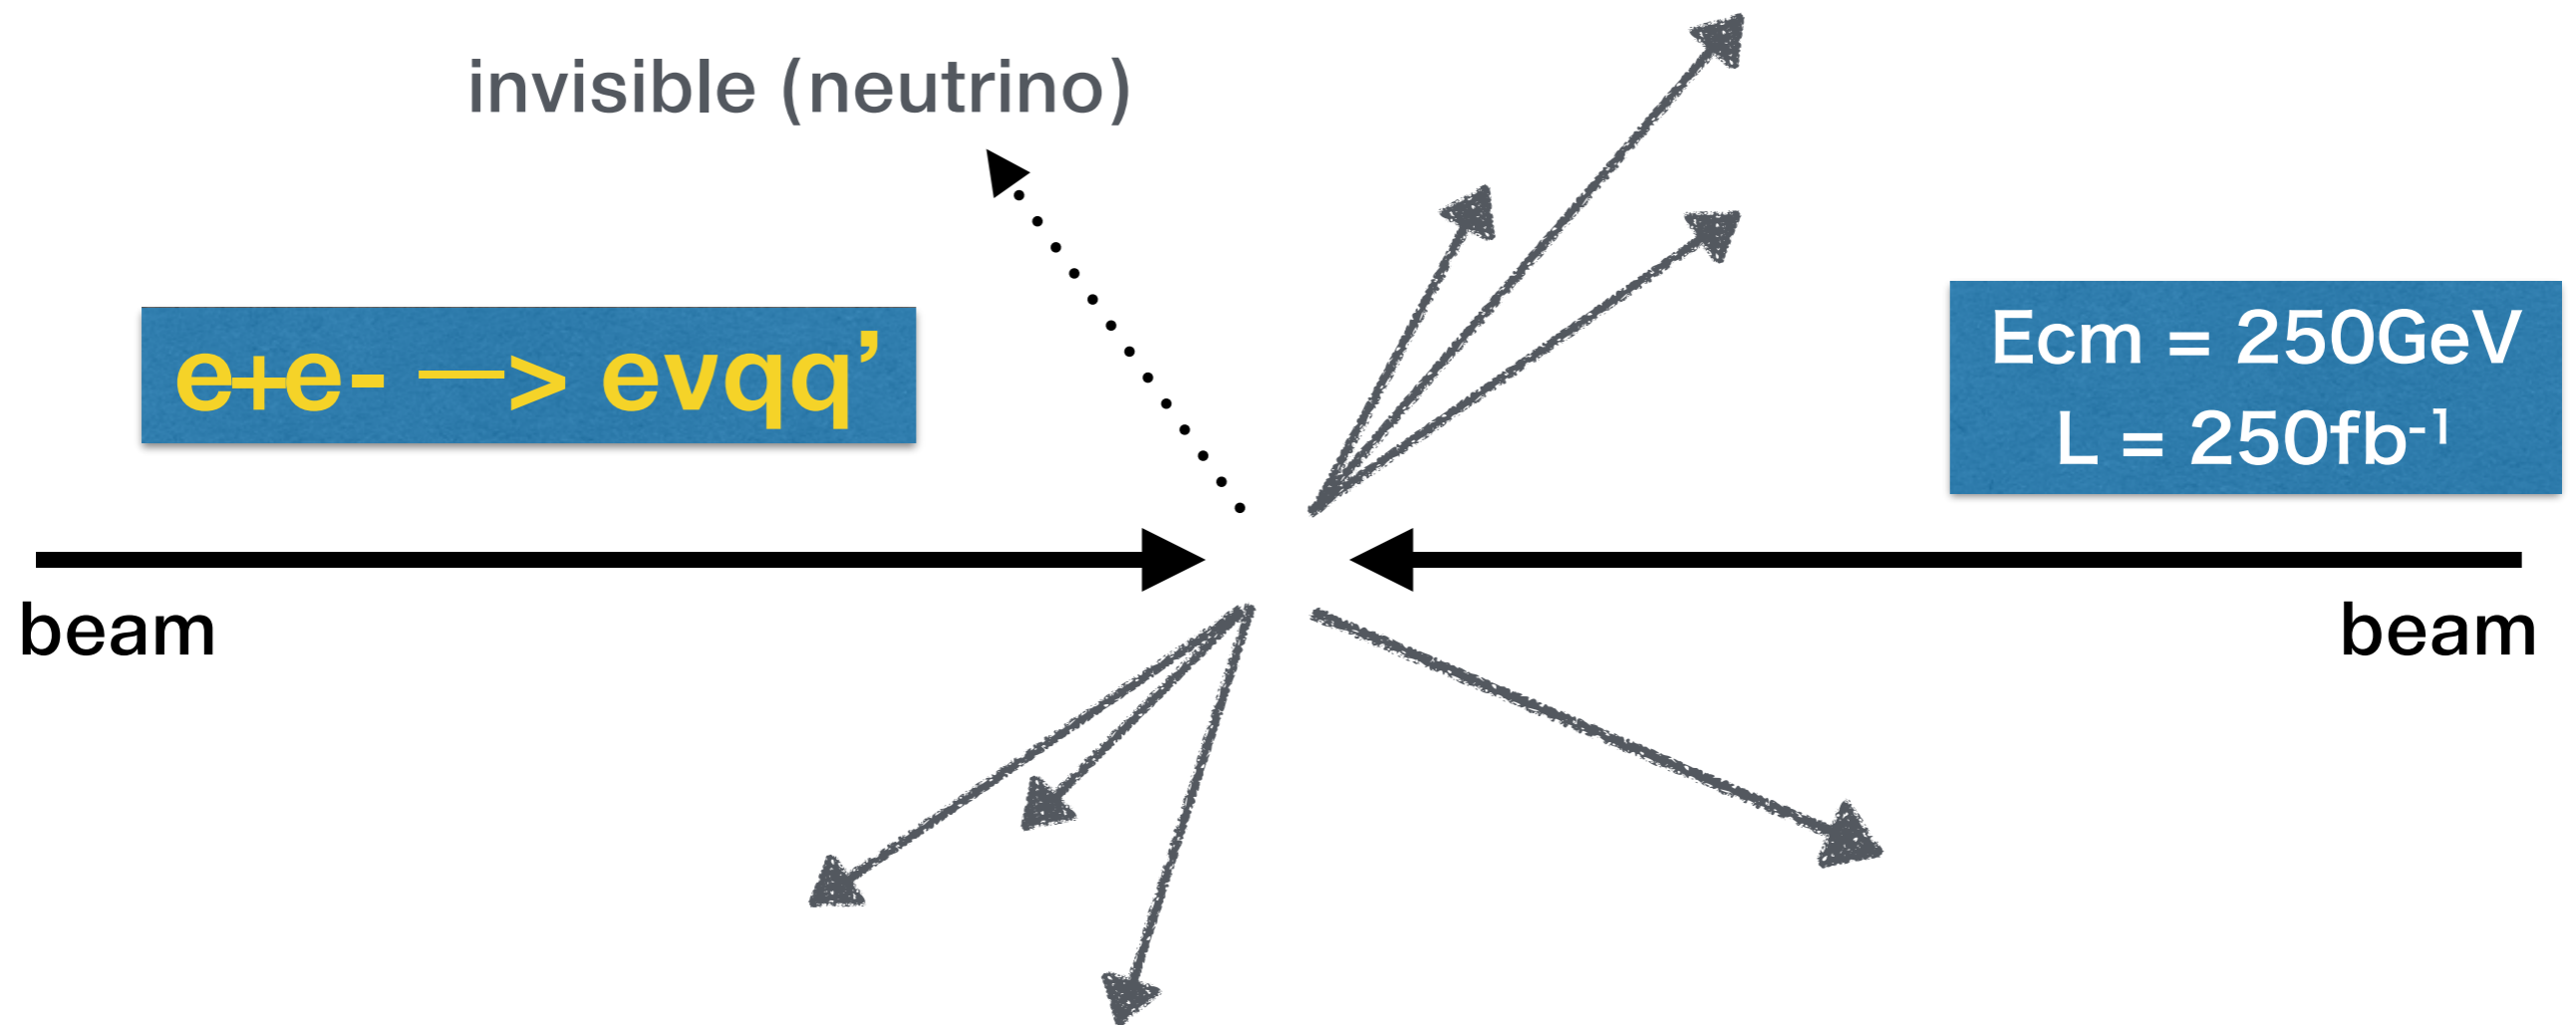 invisible (neutrino)
e+e- —> evqq’
Ecm = 250GeV
L = 250fb⁻¹
beam
beam